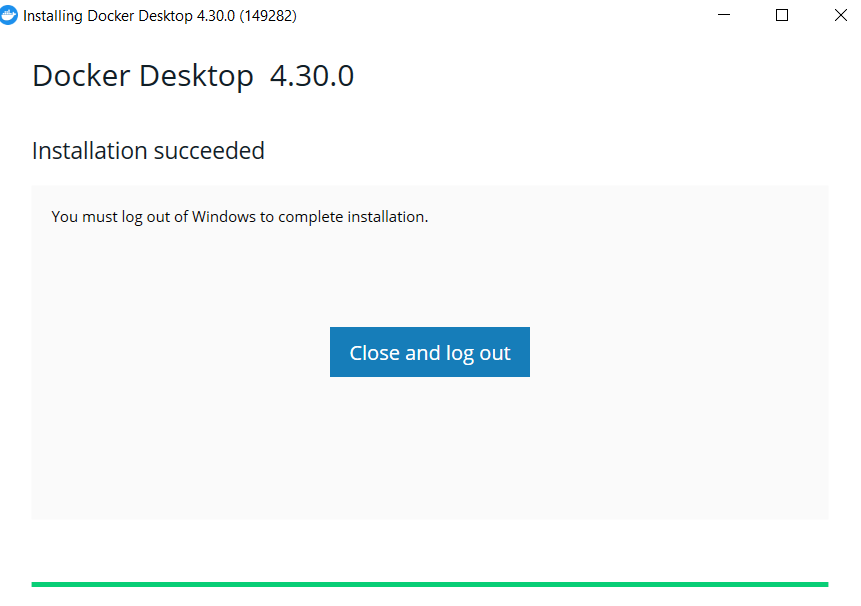 Installing Docker Desktop 4.30.0 (149282)
Docker Desktop 4.30.0
Installation succeeded
You must log out of Windows to complete installation.
Close and log out